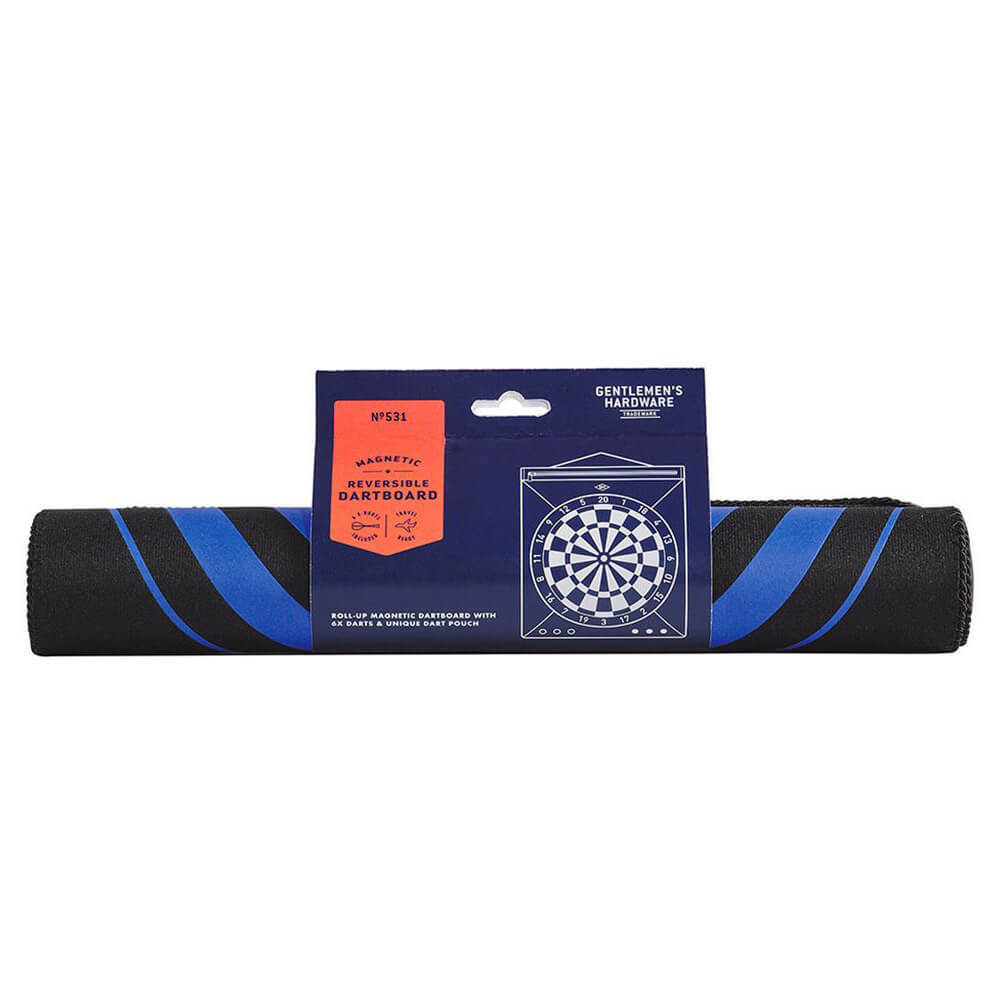 Nº531
MAGNETIC
REVERSIBLE
DARTBOARD
6 X DARTS
INCLUDED
TRAVEL
READY
GENTLEMEN'S
HARDWARE
TRADEMARK
20 1 18 4 13 6 10 15 2 17 3 19 7 16 8 11 14 9 12 5
ROLL-UP MAGNETIC DARTBOARD WITH
6X DARTS & UNIQUE DART POUCH